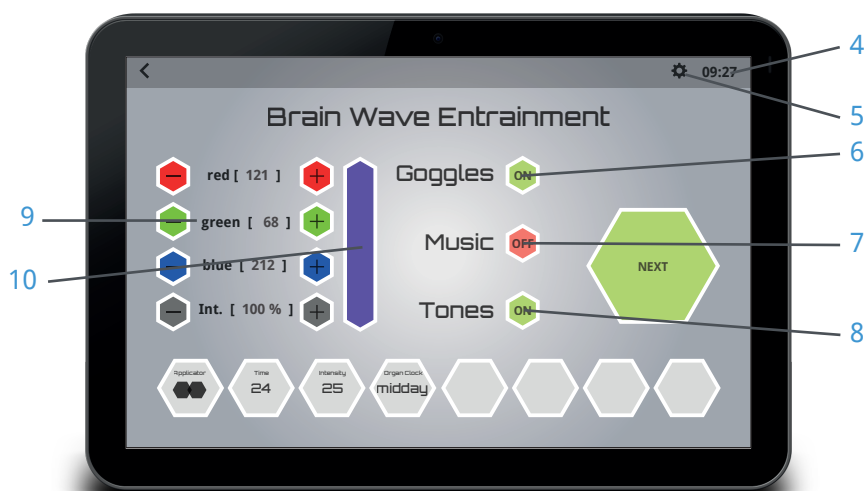 4
09:27
5
Brain Wave Entrainment
6
red [ 121 ]
Goggles ON
9
green [ 68 ]
Music OFF
7
10
blue [ 212 ]
NEXT
Int. [ 100 % ]
Tones ON
8
Applicator
Time
24
Intensity
25
Organ Clock
midday